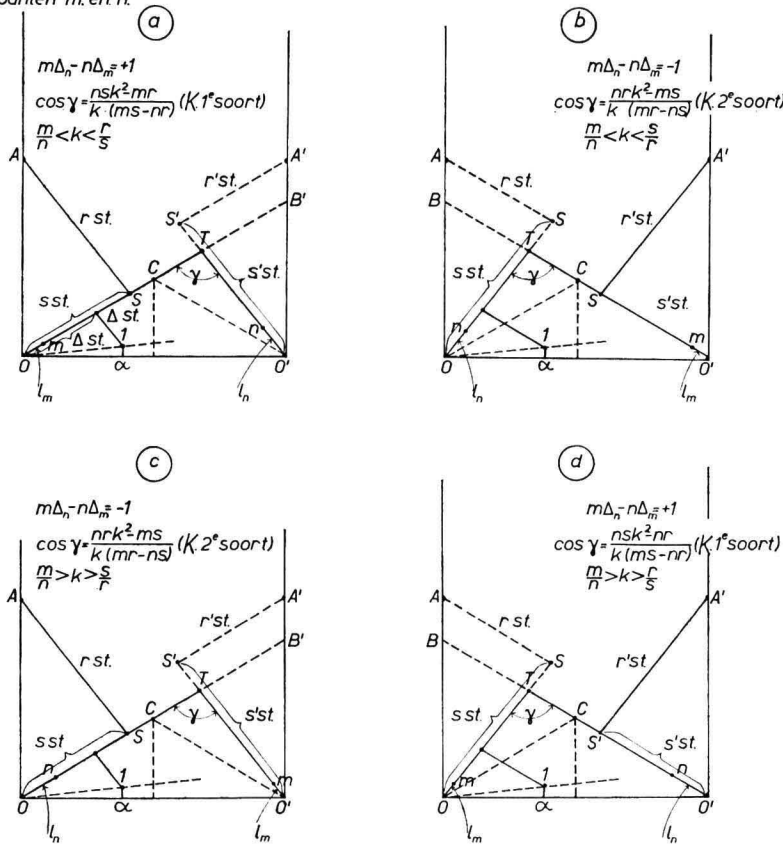 m. en. n.
a
mΔn-nΔm=+1
cos γ=nsk²-mr/k.(ms-nr) (K.1e soort)
m/n<k<r/s
A
A'
B'
r st.
r'st.
S'
T
C
γ
s'st.
s st.
S
Δ st.
m
Δ st.
1
n
O
α
O'
lm
ln
b
mΔn-nΔm=-1
cos γ=nrk²-ms/k.(mr-ns) (K.2e soort)
m/n<k<s/r
A
A'
B
r st.
r'st.
S
T
C
γ
s st.
S
s'st.
n
1
m
O
α
O'
ln
lm
c
mΔn-nΔm=-1
cos γ=nrk²-ms/k(mr-ns) (K.2e soort)
m/n>k>s/r
A
A'
B'
r st.
r'st.
S'
T
C
γ
s'st.
s st
S
n
1
m
O
α
O'
ln
lm
d
mΔn-nΔm=+1
cos γ=nsk²nr/k(ms-nr) (K.1e soort)
m/n>k>r/s
A
A'
B
r st.
r'st.
S
T
C
γ
s st.
S'
s'st.
m
1
n
O
α
O'
lm
ln